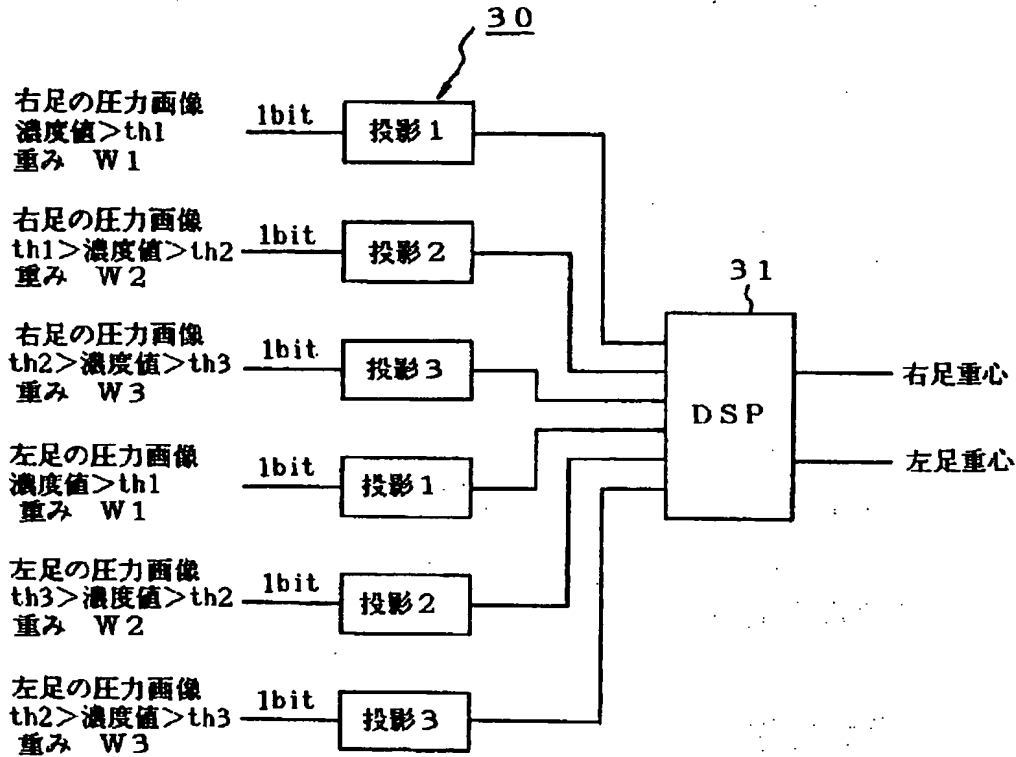 30
右足の圧力画像
濃度値>th1
重み W1
1bit
投影1
右足の圧力画像
th1>濃度値>th2
重み W2
1bit
投影2
右足の圧力画像
th2>濃度値>th3
重み W3
1bit
投影3
左足の圧力画像
濃度値>th1
重み W1
1bit
投影1
左足の圧力画像
th3>濃度値>th2
重み W2
1bit
投影2
左足の圧力画像
th2>濃度値>th3
重み W3
1bit
投影3
31
DSP
右足重心
左足重心